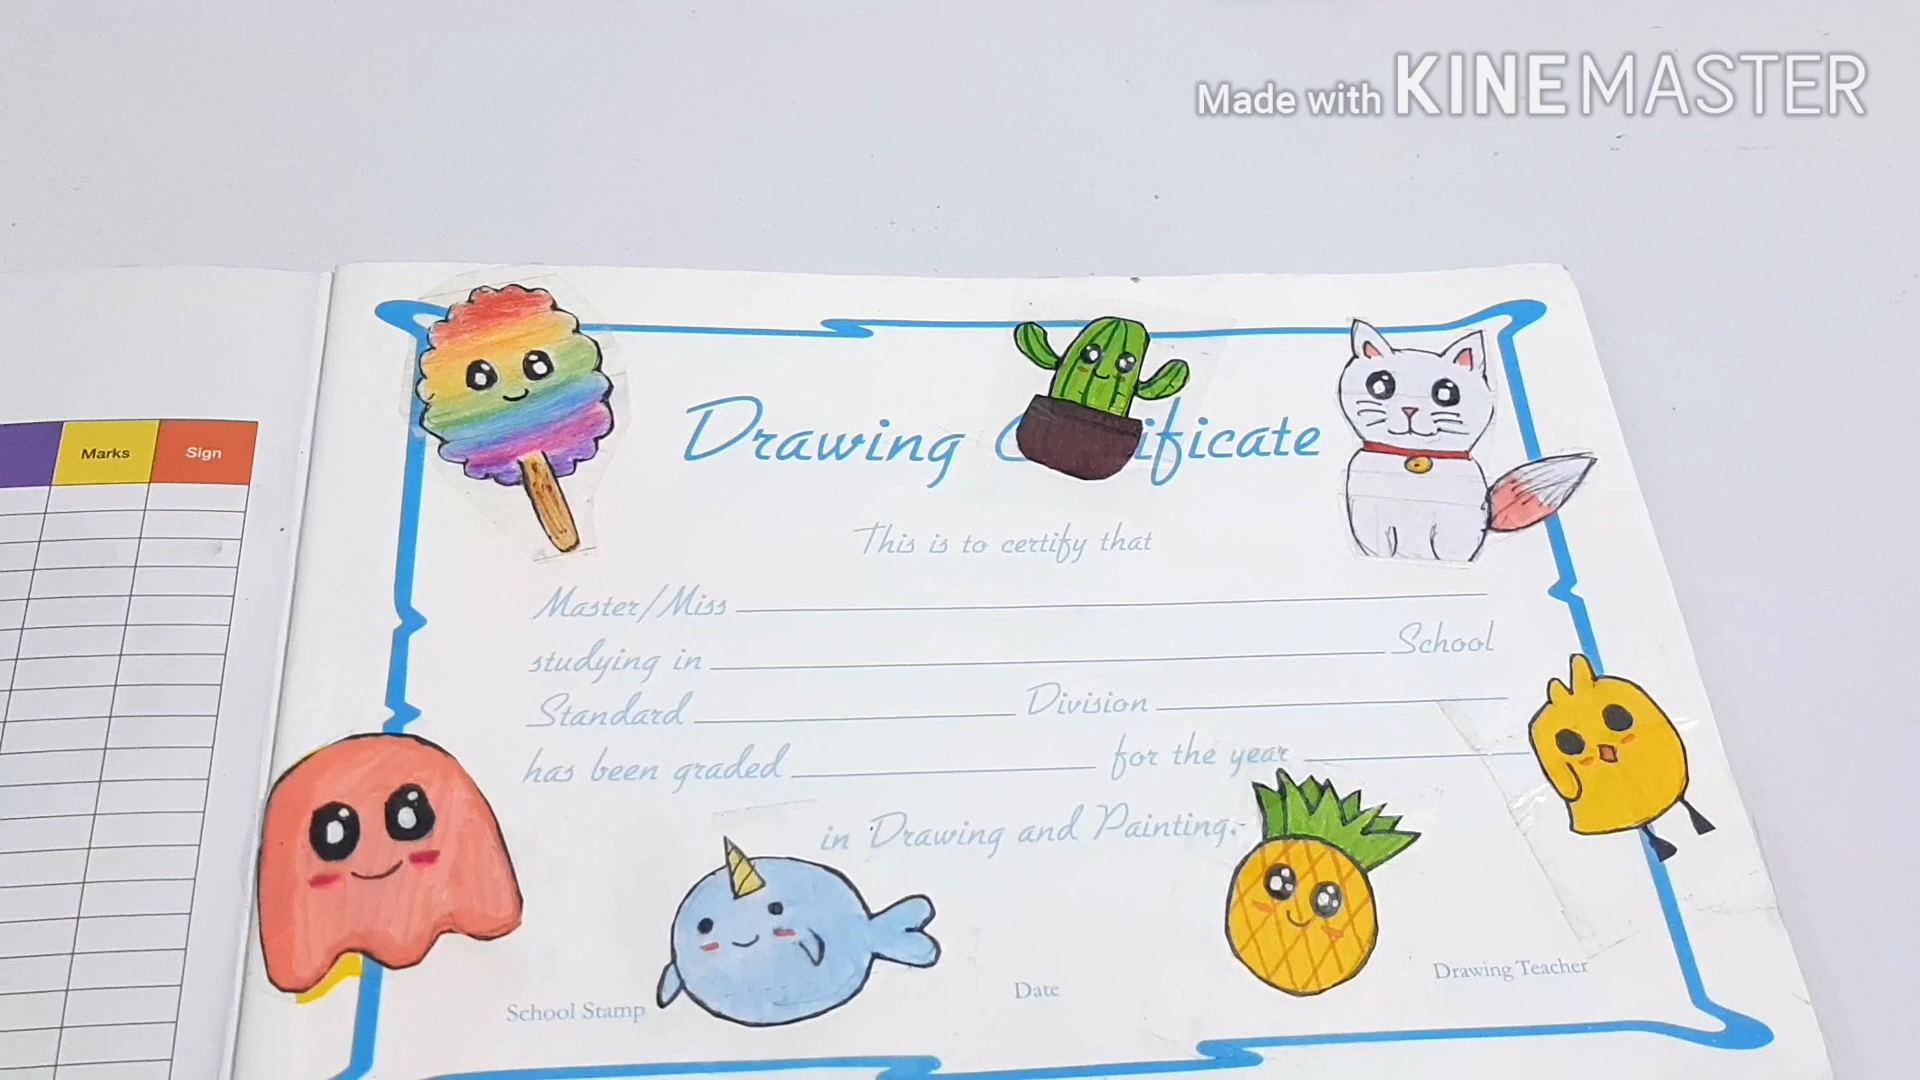 Made with KINEMASTER
Marks Sign
Drawing
This is to certify that
Master/Miss
studying in School
Standard Division
has been graded for the year
in Drawing and Painting.
School Stamp Date Drawing Teacher